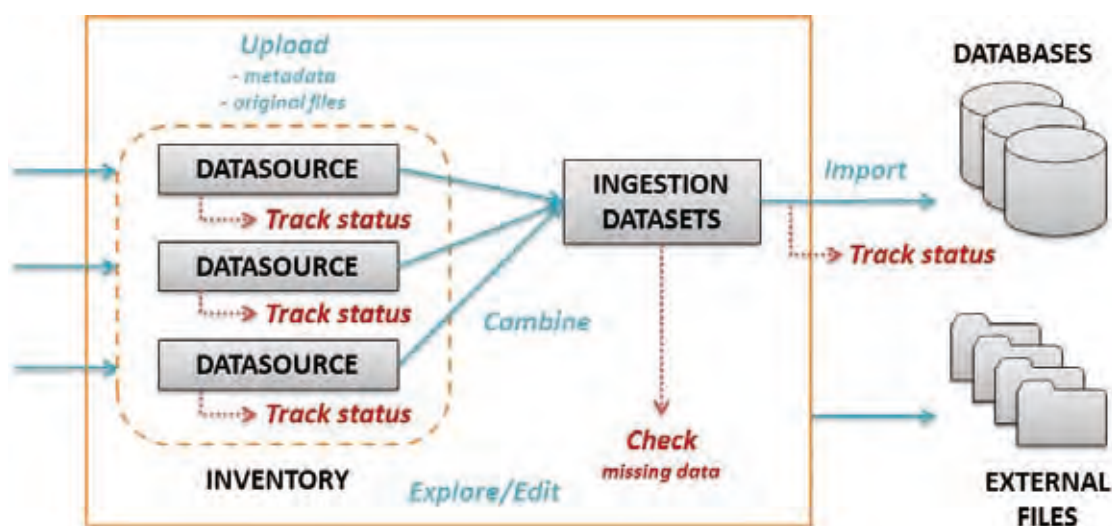 Upload
- metadata
- original files
DATASOURCE
Track status
DATASOURCE
Track status
DATASOURCE
Track status
INVENTORY
Combine
Explore/Edit
INGESTION
DATASETS
Check
missing data
Import
Track status
DATABASES
EXTERNAL
FILES